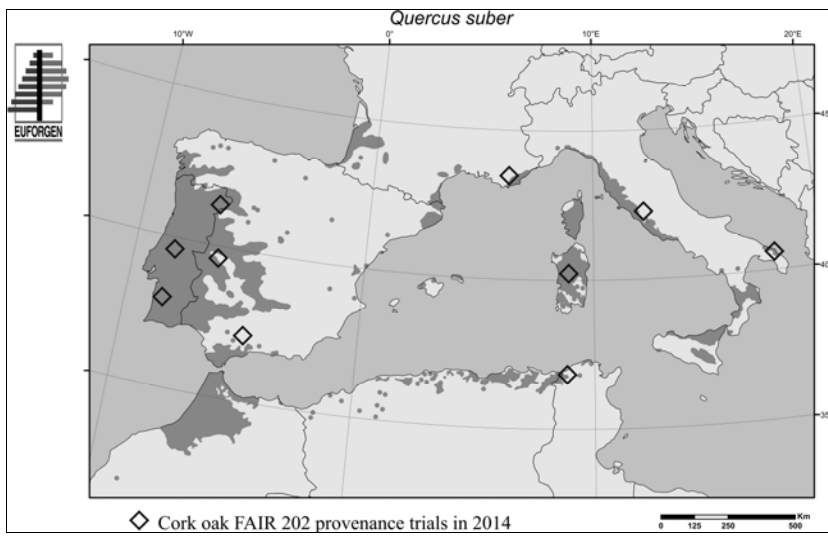 Quercus suber
10°W 0° 10°E 20°E
EUFORGEN
45
40
35
◇ Cork oak FAIR 202 provenance trials in 2014
Km
0 125 250 500